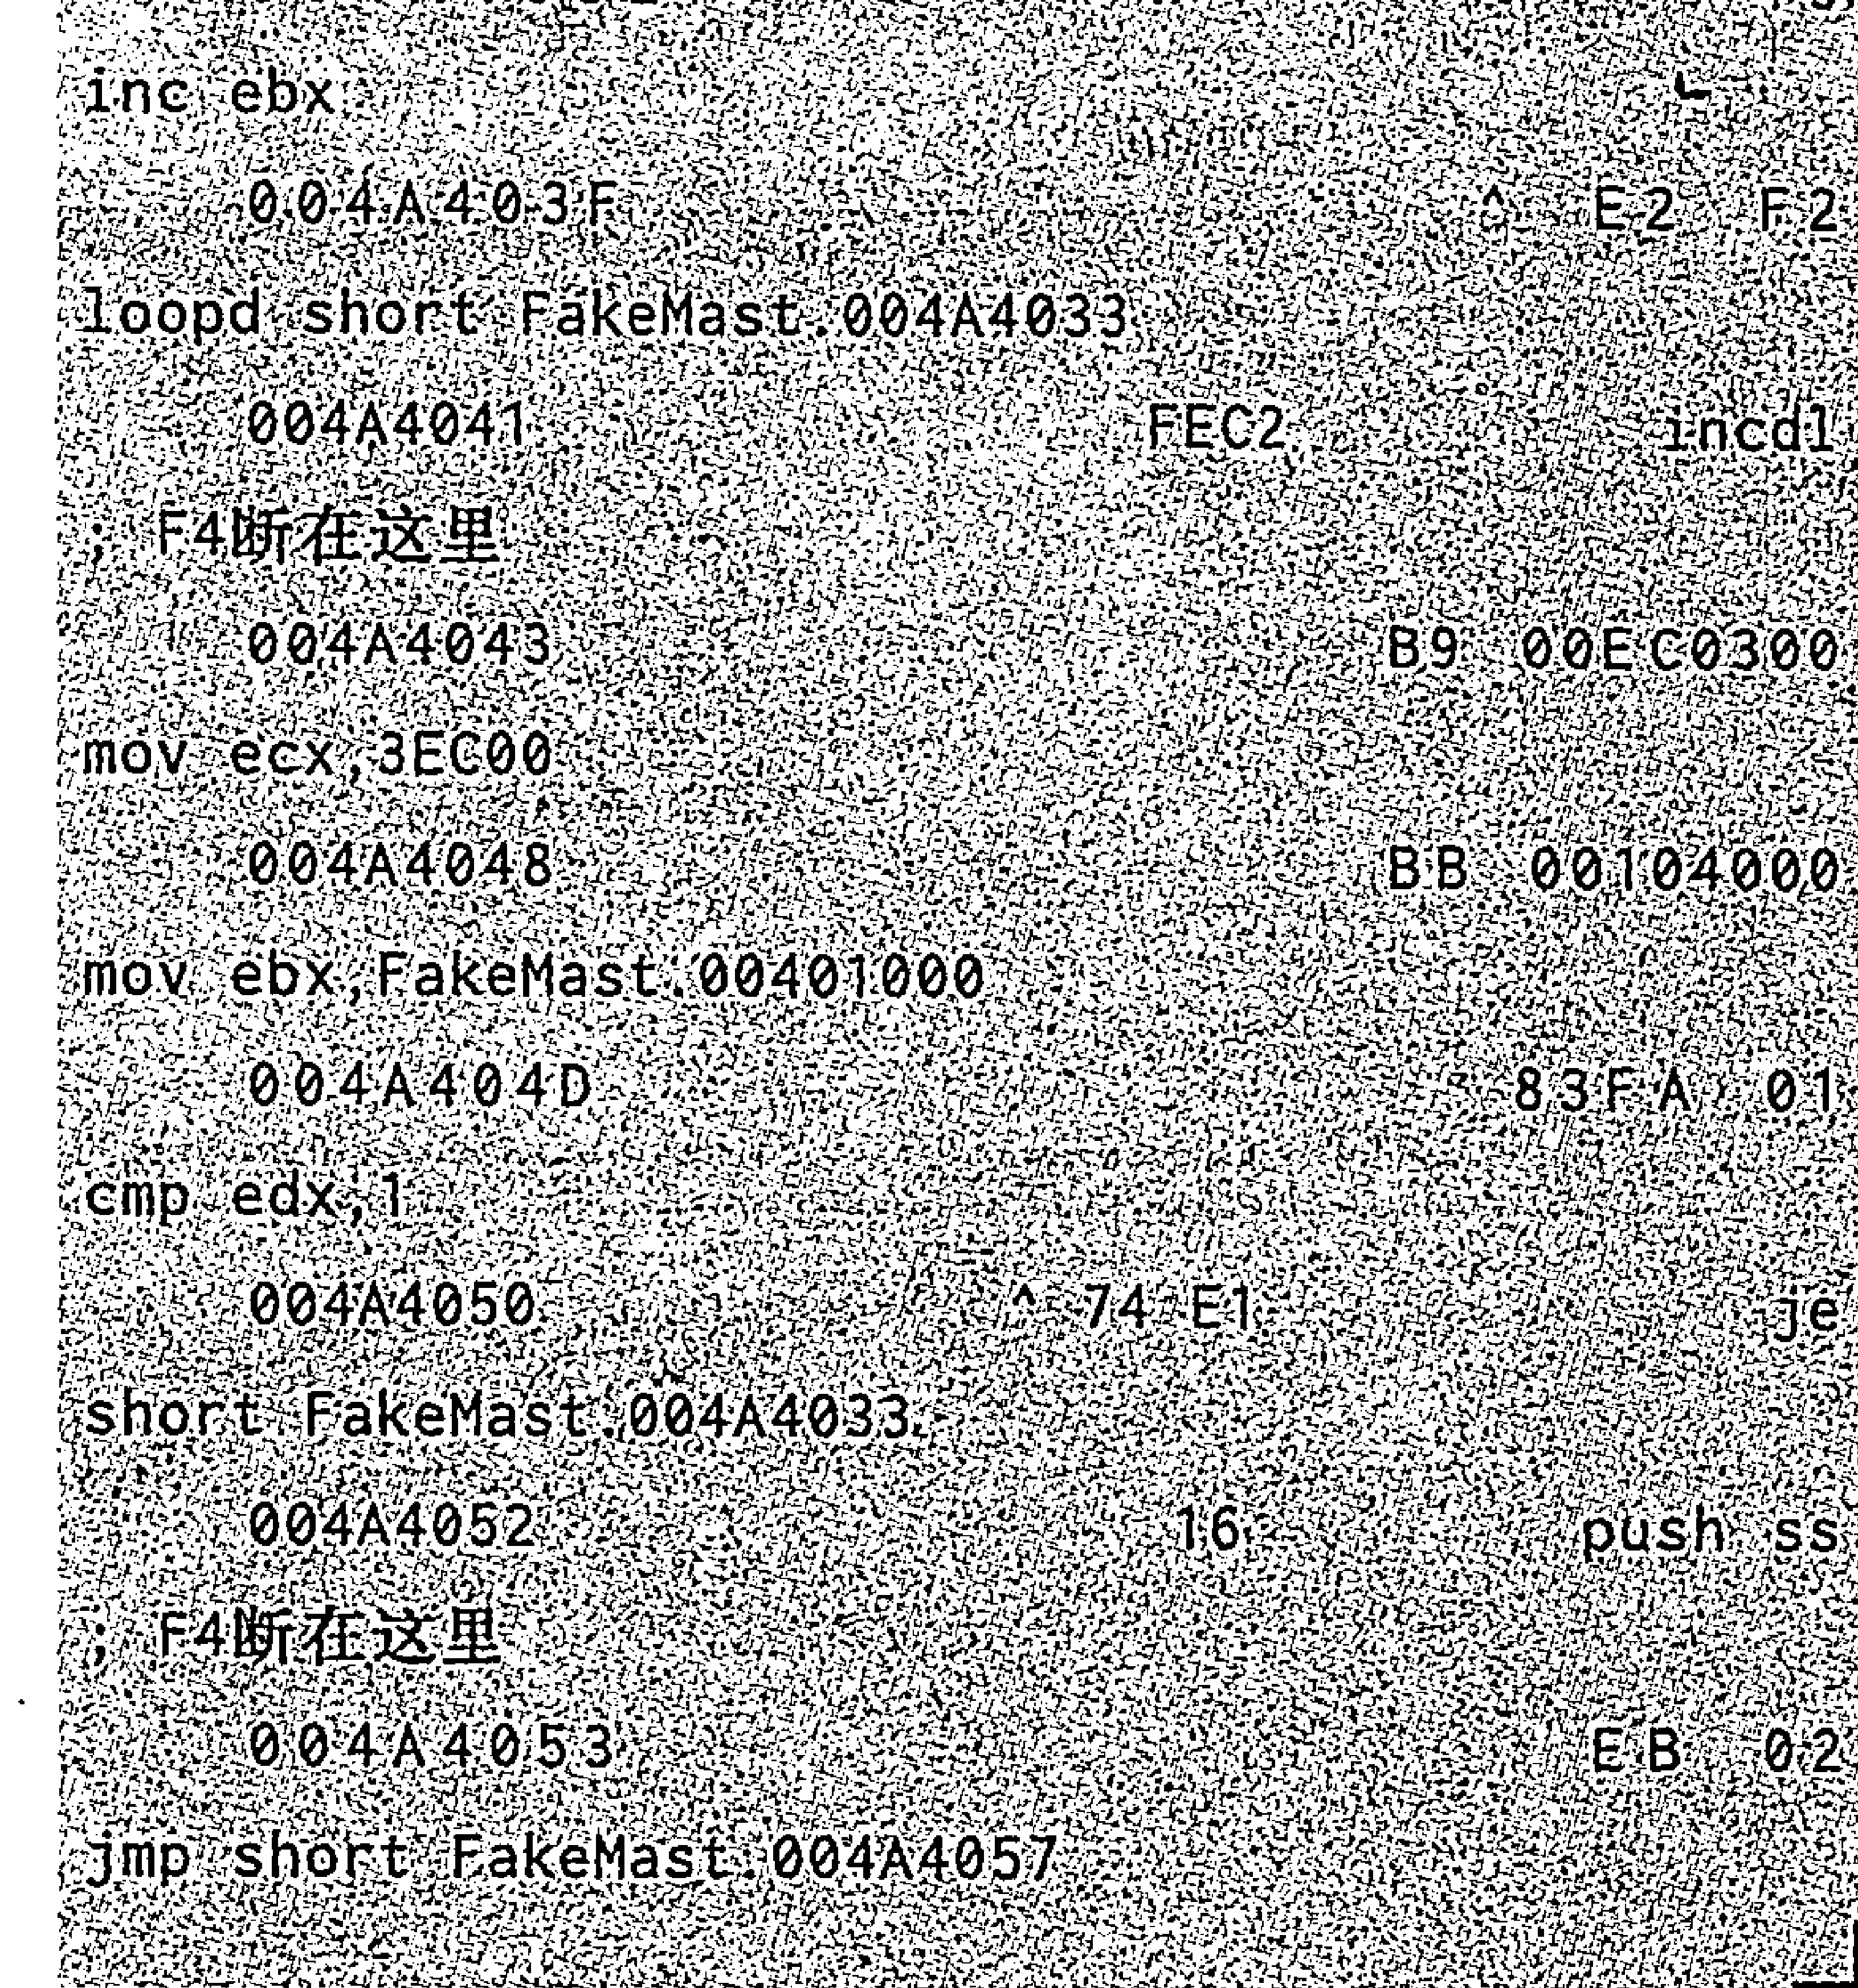 inc ebx
004A403F ^ E2 F2
loopd short FakeMast.004A4033
004A4041 FEC2 incdl
; F4断在这里
004A4043 B9 00EC0300
mov ecx,3EC00
004A4048 BB 00104000
mov ebx,FakeMast.00401000
004A404D 83FA 01
cmp edx,1
004A4050 ^ 74 E1 je
short FakeMast.004A4033
004A4052 16 push ss
; F4断在这里
004A4053 EB 02
jmp short FakeMast.004A4057